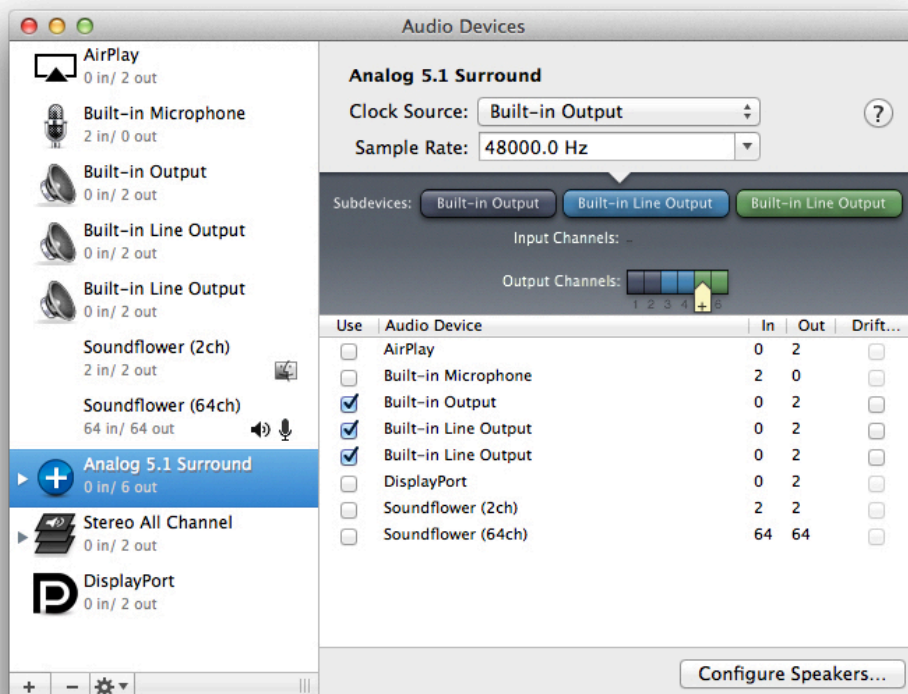 Audio Devices
AirPlay
0 in/ 2 out
Built-in Microphone
2 in/ 0 out
Built-in Output
0 in/ 2 out
Built-in Line Output
0 in/ 2 out
Built-in Line Output
0 in/ 2 out
Soundflower (2ch)
2 in/ 2 out
Soundflower (64ch)
64 in/ 64 out
Analog 5.1 Surround
0 in/ 6 out
Stereo All Channel
0 in/ 2 out
DisplayPort
0 in/ 2 out
Analog 5.1 Surround
Clock Source: Built-in Output
?
Sample Rate: 48000.0 Hz
Subdevices: Built-in Output Built-in Line Output Built-in Line Output
Input Channels: –
Output Channels:
1 2 3 4 + 6
Use Audio Device In Out Drift...
AirPlay 0 2
Built-in Microphone 2 0
Built-in Output 0 2
Built-in Line Output 0 2
Built-in Line Output 0 2
DisplayPort 0 2
Soundflower (2ch) 2 2
Soundflower (64ch) 64 64
Configure Speakers...